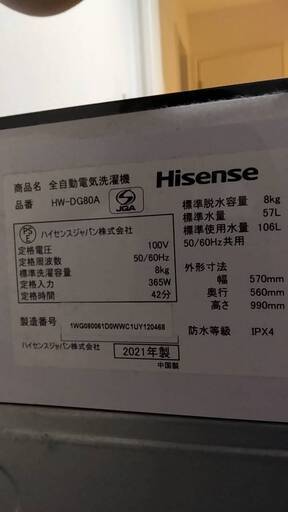 商品名 全自動電気洗濯機
品番 HW-DG80A
JQA
Hisense
PSE
ハイセンスジャパン株式会社
定格電圧 100V
定格周波数 50/60Hz
標準洗濯容量 8kg
定格入力 365W
定格時間 42分
標準脱水容量 8kg
標準水量 57L
標準使用水量 106L
50/60Hz共用
外形寸法
幅 570mm
奥行 560mm
高さ 990mm
防水等級 IPX4
製造番号 1WG080061D0WWC1UY120468
ハイセンスジャパン株式会社
2021年製
中国製